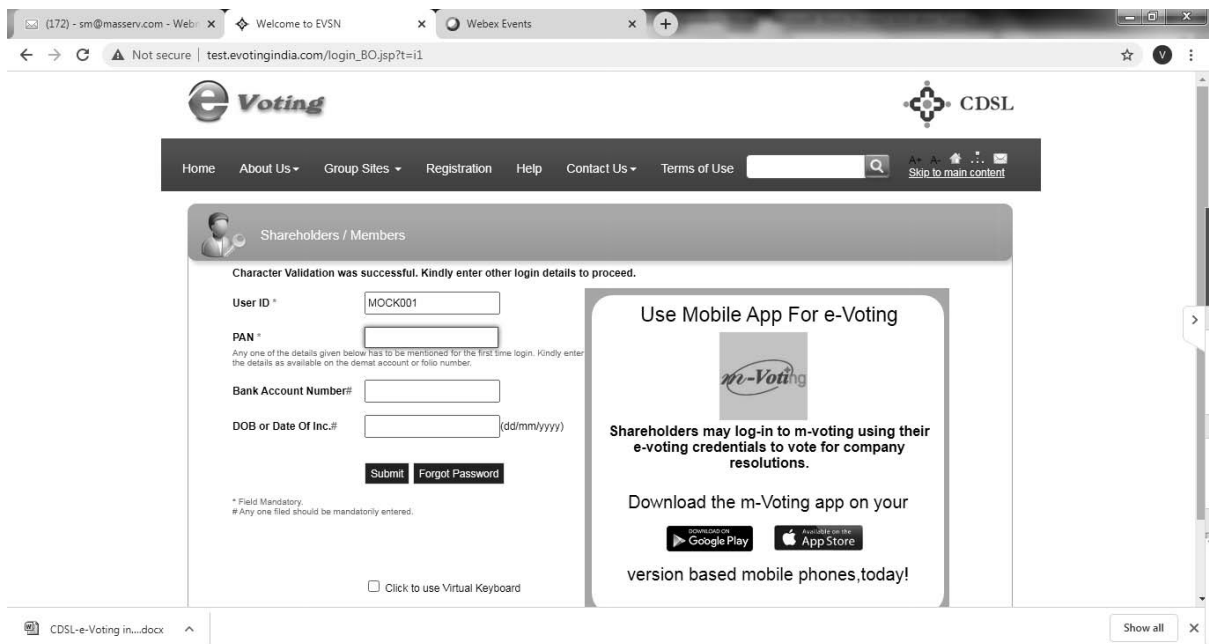 (172) - sm@masserv.com - Webr
Welcome to EVSN
Webex Events
Not secure | test.evotingindia.com/login_BO.jsp?t=i1
V
e Voting
CDSL
Home About Us Group Sites Registration Help Contact Us Terms of Use
A+ A-
Skip to main content
Shareholders / Members
Character Validation was successful. Kindly enter other login details to proceed.
User ID * MOCK001
PAN *
Any one of the details given below has to be mentioned for the first time login. Kindly enter
the details as available on the demat account or folio number.
Bank Account Number#
DOB or Date Of Inc.# (dd/mm/yyyy)
Submit Forgot Password
* Field Mandatory.
# Any one filed should be mandatorily entered.
Click to use Virtual Keyboard
Use Mobile App For e-Voting
m-Voting
Shareholders may log-in to m-voting using their
e-voting credentials to vote for company
resolutions.
Download the m-Voting app on your
DOWNLOAD ON
Google Play
Available on the
App Store
version based mobile phones,today!
CDSL-e-Voting in....docx
Show all